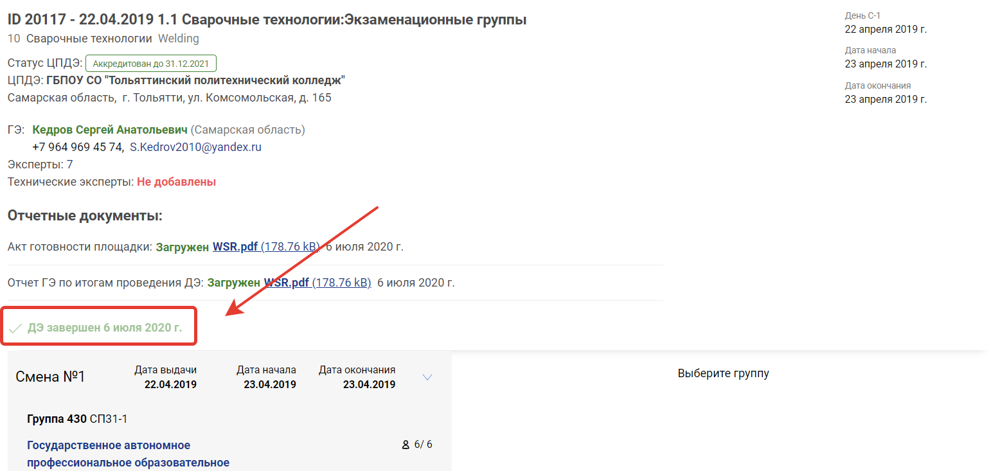 ID 20117 - 22.04.2019 1.1 Сварочные технологии:Экзаменационные группы
10 Сварочные технологии Welding
Статус ЦПДЭ: Аккредитован до 31.12.2021
ЦПДЭ: ГБПОУ СО "Тольяттинский политехнический колледж"
Самарская область, г. Тольятти, ул. Комсомольская, д. 165
День С-1
22 апреля 2019 г.
Дата начала
23 апреля 2019 г.
Дата окончания
23 апреля 2019 г.
ГЭ: Кедров Сергей Анатольевич (Самарская область)
+7 964 969 45 74, S.Kedrov2010@yandex.ru
Эксперты: 7
Технические эксперты: Не добавлены
Отчетные документы:
Акт готовности площадки: Загружен WSR.pdf (178.76 kB) 6 июля 2020 г.
Отчет ГЭ по итогам проведения ДЭ: Загружен WSR.pdf (178.76 kB) 6 июля 2020 г.
ДЭ завершен 6 июля 2020 г.
Смена №1
Дата выдачи
22.04.2019
Дата начала
23.04.2019
Дата окончания
23.04.2019
Группа 430 СП31-1
Государственное автономное
профессиональное образовательное
6/ 6
Выберите группу